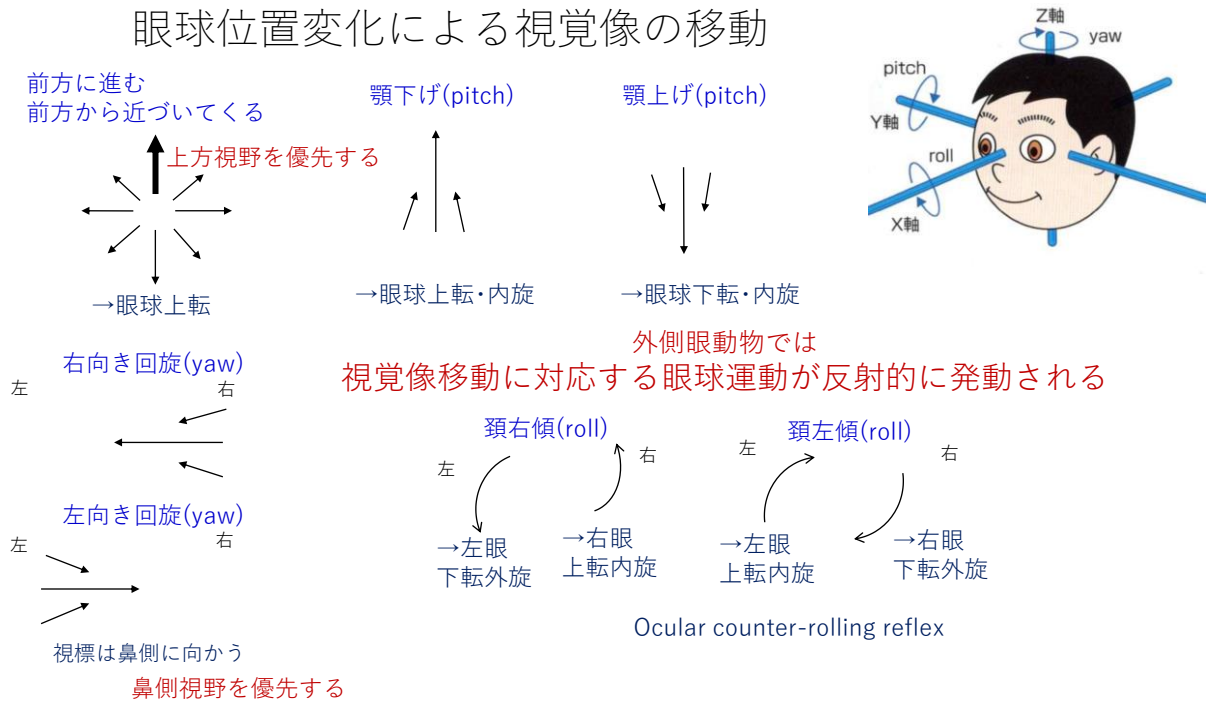 眼球位置変化による視覚像の移動
前方に進む
前方から近づいてくる
上方視野を優先する
→眼球上転
顎下げ(pitch)
→眼球上転・内旋
顎上げ(pitch)
→眼球下転・内旋
Z軸
yaw
pitch
Y軸
roll
X軸
外側眼動物では
視覚像移動に対応する眼球運動が反射的に発動される
右向き回旋(yaw)
左
右
左向き回旋(yaw)
左
右
視標は鼻側に向かう
鼻側視野を優先する
頚右傾(roll)
左
右
→左眼
下転外旋
→右眼
上転内旋
頚左傾(roll)
左
右
→左眼
上転内旋
→右眼
下転外旋
Ocular counter-rolling reflex